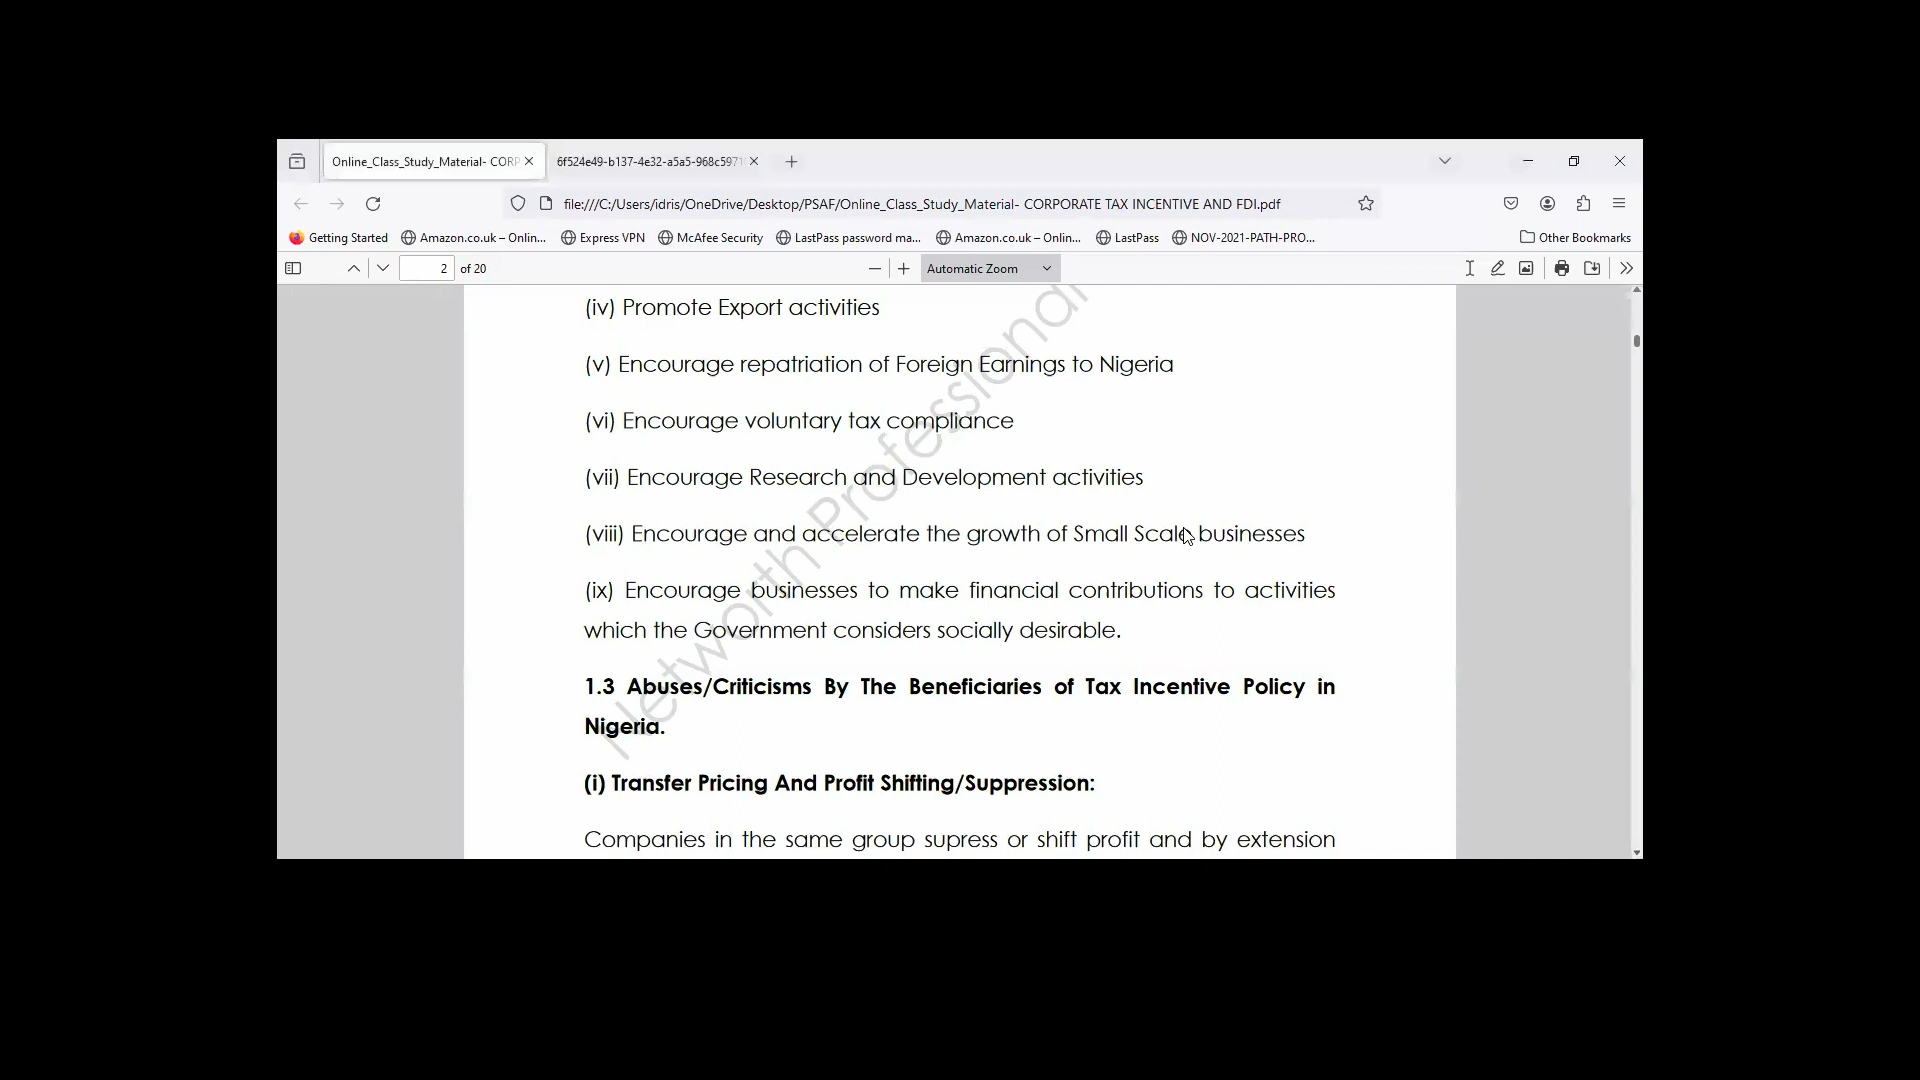 Online_Class_Study_Material- CORP
6f524e49-b137-4e32-a5a5-968c5971
file:///C:/Users/idris/OneDrive/Desktop/PSAF/Online_Class_Study_Material- CORPORATE TAX INCENTIVE AND FDI.pdf
Getting Started Amazon.co.uk – Onlin... Express VPN McAfee Security LastPass password ma... Amazon.co.uk – Onlin... LastPass NOV-2021-PATH-PRO... Other Bookmarks
2 of 20 Automatic Zoom
(iv) Promote Export activities
(v) Encourage repatriation of Foreign Earnings to Nigeria
(vi) Encourage voluntary tax compliance
(vii) Encourage Research and Development activities
(viii) Encourage and accelerate the growth of Small Scale businesses
(ix) Encourage businesses to make financial contributions to activities
which the Government considers socially desirable.
1.3 Abuses/Criticisms By The Beneficiaries of Tax Incentive Policy in
Nigeria.
(i) Transfer Pricing And Profit Shifting/Suppression:
Companies in the same group supress or shift profit and by extension
Networth Professional